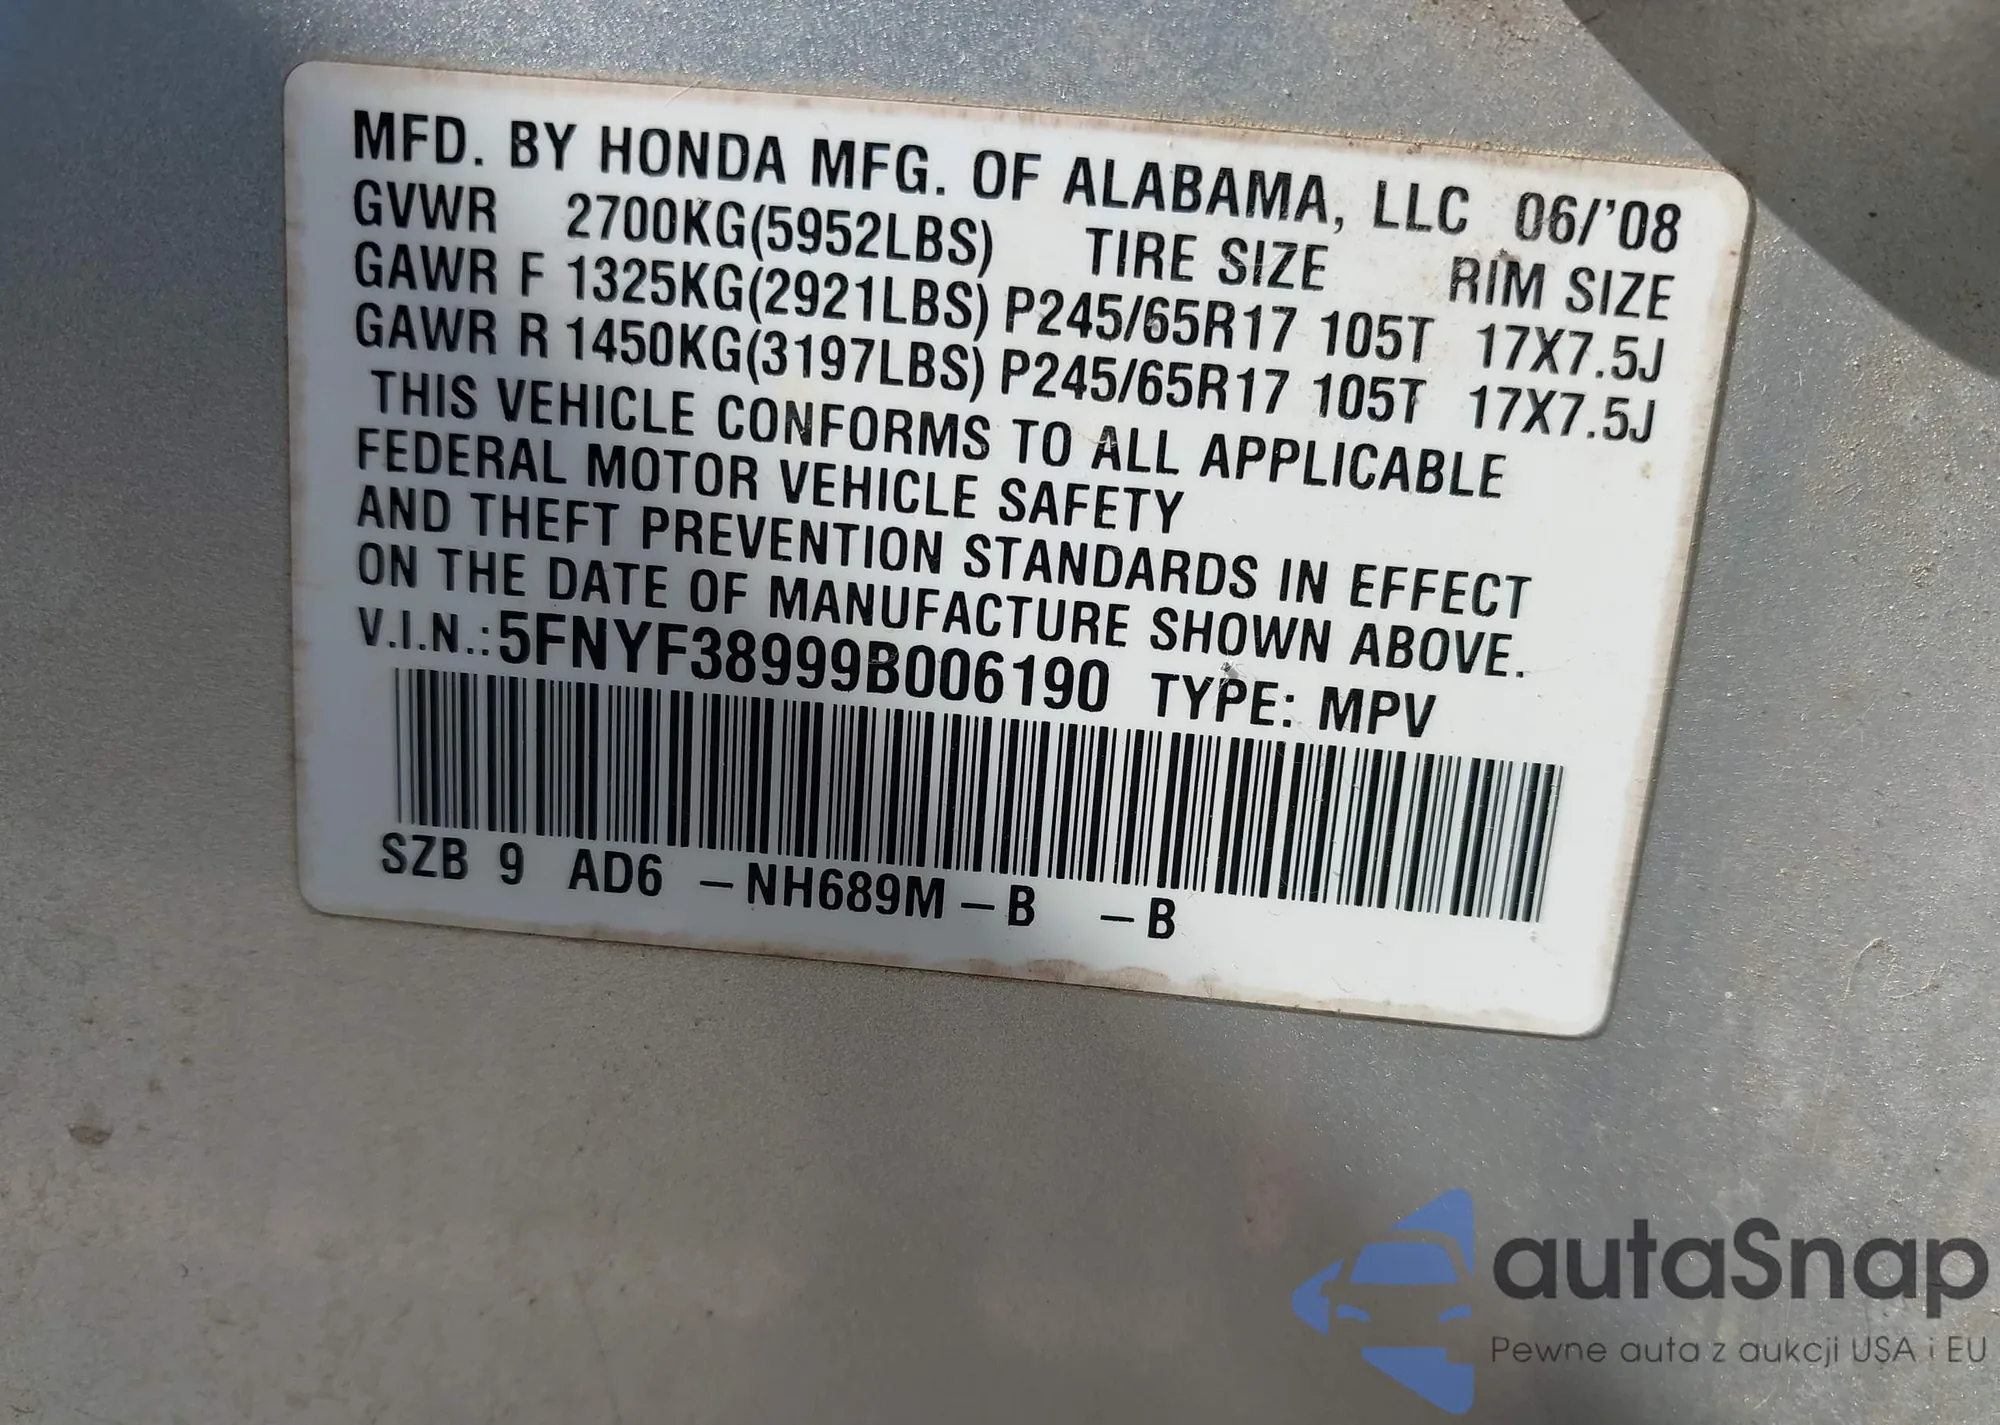 MFD. BY HONDA MFG. OF ALABAMA, LLC 06/'08
GVWR 2700KG(5952LBS) TIRE SIZE RIM SIZE
GAWR F 1325KG(2921LBS) P245/65R17 105T 17X7.5J
GAWR R 1450KG(3197LBS) P245/65R17 105T 17X7.5J
THIS VEHICLE CONFORMS TO ALL APPLICABLE
FEDERAL MOTOR VEHICLE SAFETY
AND THEFT PREVENTION STANDARDS IN EFFECT
ON THE DATE OF MANUFACTURE SHOWN ABOVE.
V.I.N.: 5FNYF38999B006190 TYPE: MPV
SZB 9 AD6 – NH689M – B – B
autaSnap
Pewne auta z aukcji USA i EU